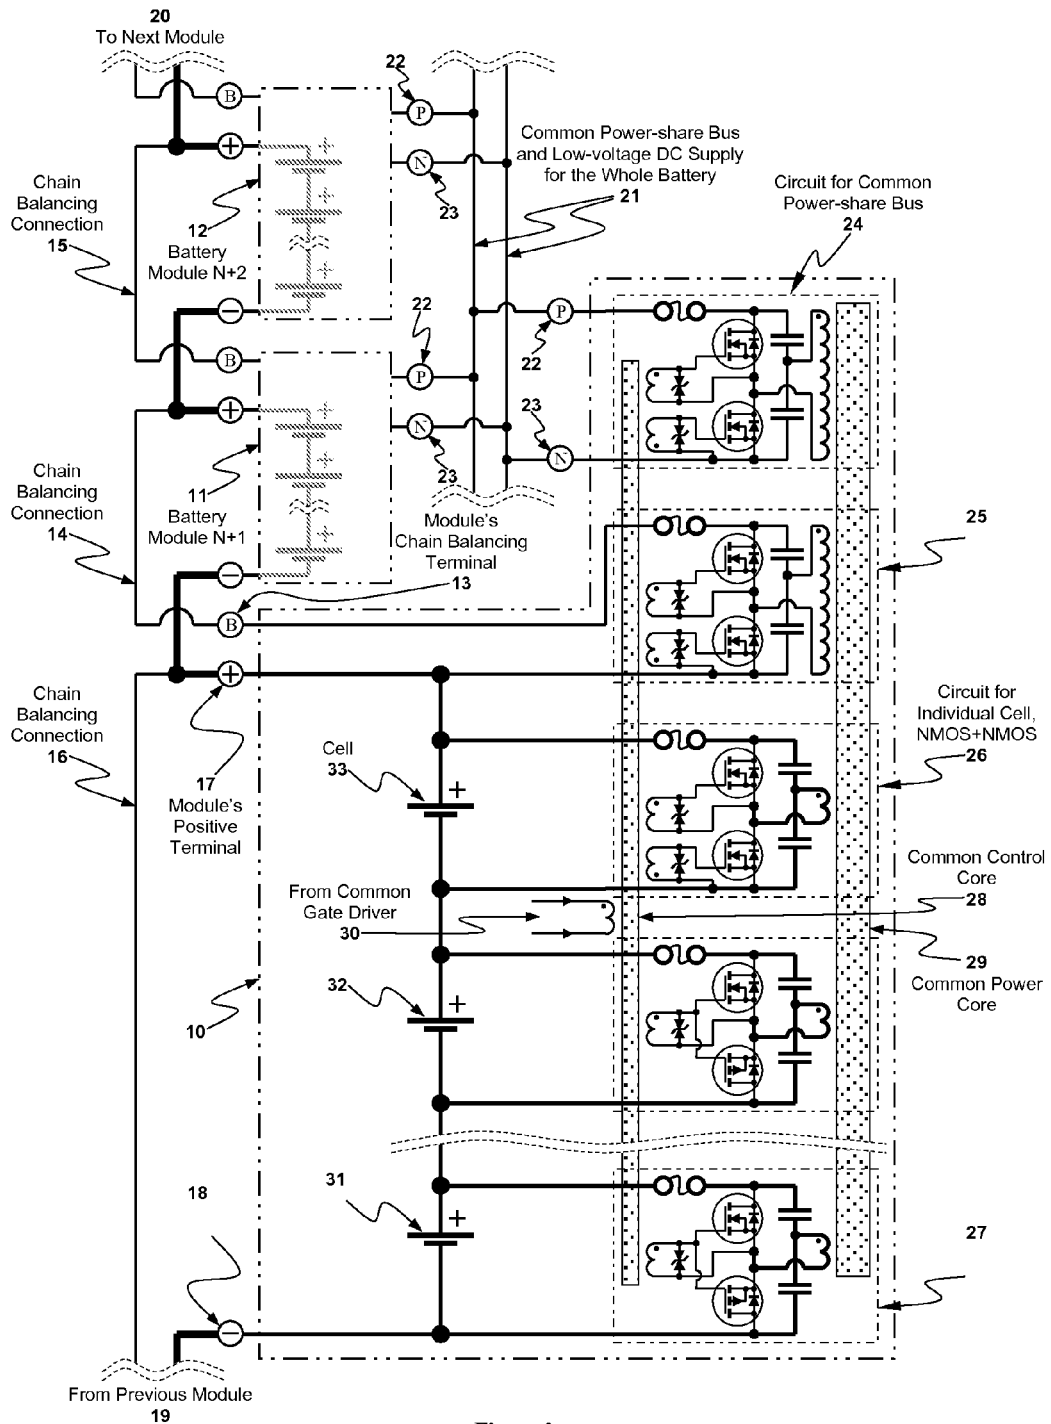 20
To Next Module
22
B
P
+
+
Common Power-share Bus
and Low-voltage DC Supply
for the Whole Battery
21
Circuit for Common
Power-share Bus
24
N
23
Chain
Balancing
Connection
15
+
12
Battery
Module N+2
+
−
22
P
22
B
P
+
+
23
N
23
N
Chain
Balancing
Connection
14
+
11
Battery
Module N+1
+
Module's
Chain Balancing
Terminal
13
25
−
B
+
Chain
Balancing
Connection
16
17
Module's
Positive
Terminal
Cell
33
+
Circuit for
Individual Cell,
NMOS+NMOS
26
From Common
Gate Driver
30
Common Control
Core
28
29
Common Power
Core
32
+
10
31
+
18
27
−
From Previous Module
19